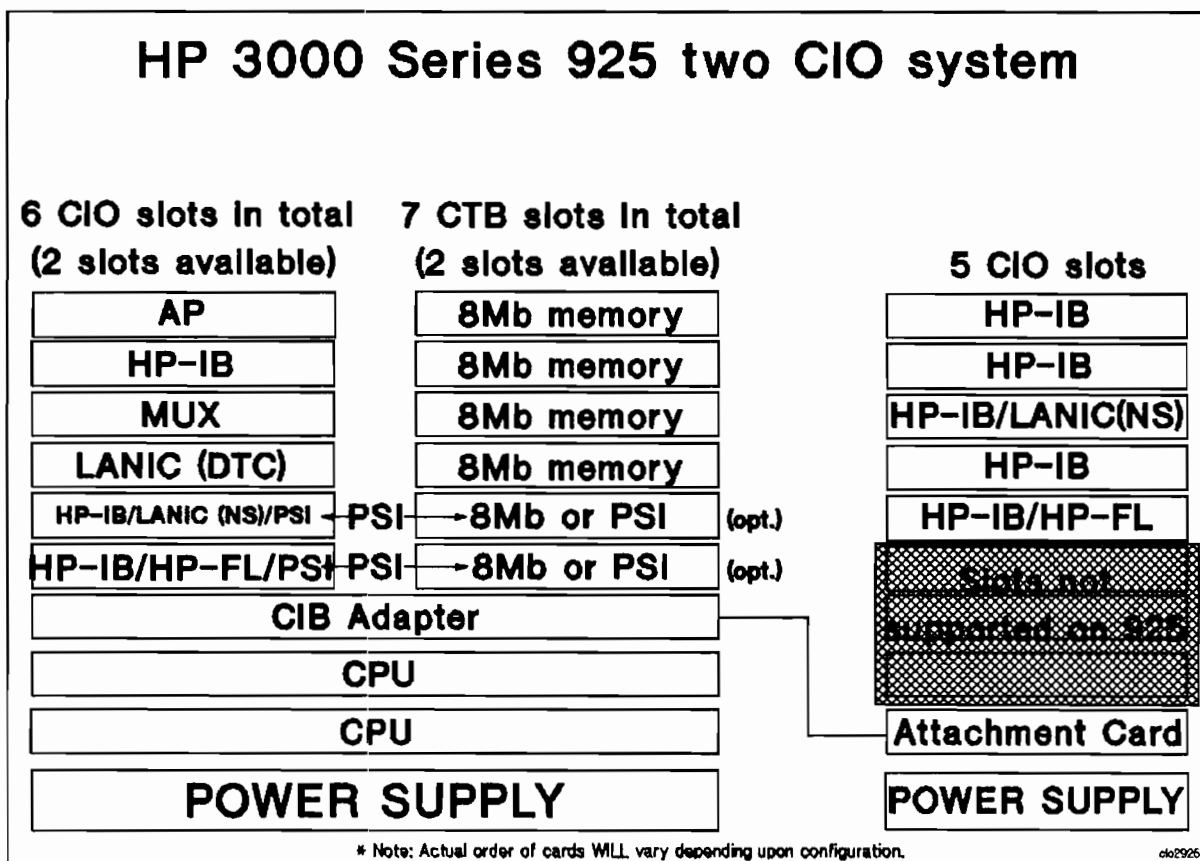 HP 3000 Series 925 two CIO system
6 CIO slots in total
(2 slots available)
AP
HP-IB
MUX
LANIC (DTC)
HP-IB/LANIC (NS)/PSI
HP-IB/HP-FL/PSI
7 CTB slots in total
(2 slots available)
8Mb memory
8Mb memory
8Mb memory
8Mb memory
PSI
8Mb or PSI
(opt.)
PSI
8Mb or PSI
(opt.)
CIB Adapter
CPU
CPU
POWER SUPPLY
5 CIO slots
HP-IB
HP-IB
HP-IB/LANIC(NS)
HP-IB
HP-IB/HP-FL
Slots not
supported on 925
Attachment Card
POWER SUPPLY
* Note: Actual order of cards WILL vary depending upon configuration.
cio2925